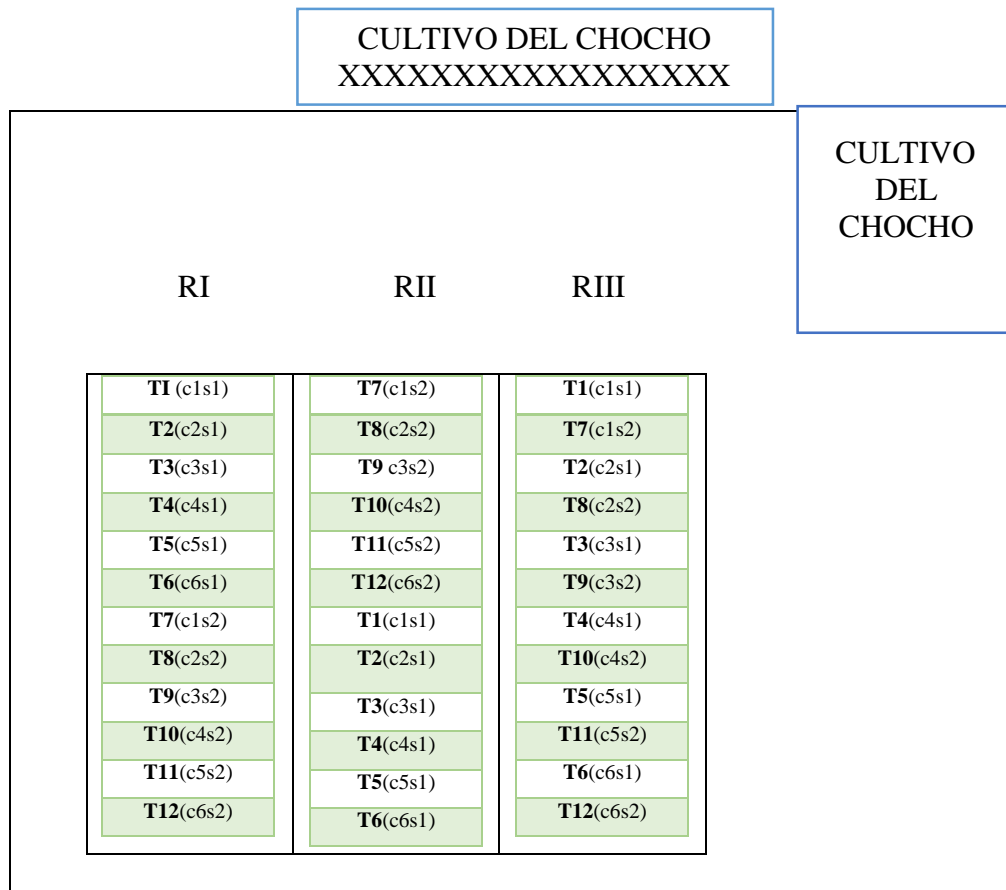 CULTIVO DEL CHOCHO
XXXXXXXXXXXXXXXXX
CULTIVO
DEL
CHOCHO
RI RII RIII
TI (c1s1) T7(c1s2) T1(c1s1)
T2(c2s1) T8(c2s2) T7(c1s2)
T3(c3s1) T9 c3s2) T2(c2s1)
T4(c4s1) T10(c4s2) T8(c2s2)
T5(c5s1) T11(c5s2) T3(c3s1)
T6(c6s1) T12(c6s2) T9(c3s2)
T7(c1s2) T1(c1s1) T4(c4s1)
T8(c2s2) T2(c2s1) T10(c4s2)
T9(c3s2) T3(c3s1) T5(c5s1)
T10(c4s2) T4(c4s1) T11(c5s2)
T11(c5s2) T5(c5s1) T6(c6s1)
T12(c6s2) T6(c6s1) T12(c6s2)